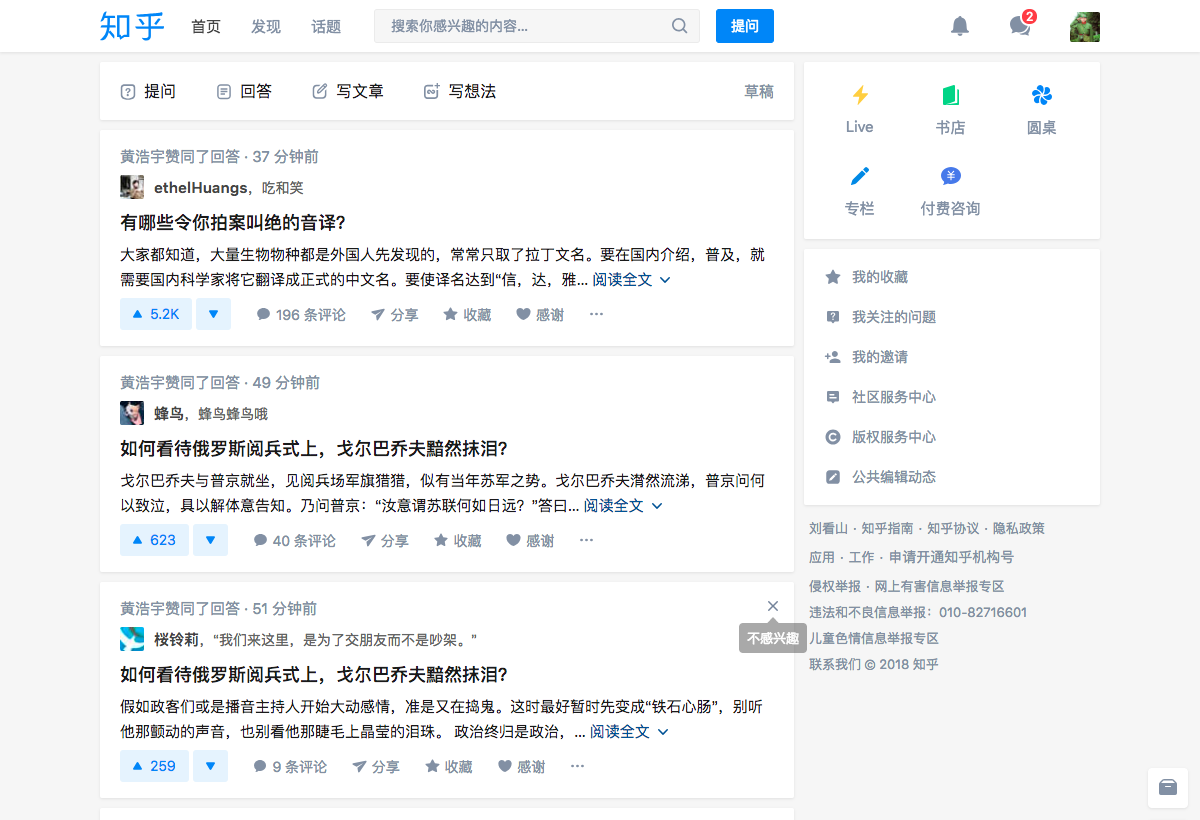 知乎 首页 发现 话题 搜索你感兴趣的内容... 提问 2
提问 回答 写文章 写想法 草稿
黄浩宇赞同了回答 · 37 分钟前
ethelHuangs，吃和笑
有哪些令你拍案叫绝的音译？
大家都知道，大量生物物种都是外国人先发现的，常常只取了拉丁文名。要在国内介绍，普及，就
需要国内科学家将它翻译成正式的中文名。要使译名达到“信，达，雅... 阅读全文
5.2K 196 条评论 分享 收藏 感谢 ···
黄浩宇赞同了回答 · 49 分钟前
蜂鸟，蜂鸟蜂鸟哦
如何看待俄罗斯阅兵式上，戈尔巴乔夫黯然抹泪？
戈尔巴乔夫与普京就坐，见阅兵场军旗猎猎，似有当年苏军之势。戈尔巴乔夫潸然流涕，普京问何
以致泣，具以解体意告知。乃问普京：“汝意谓苏联何如日远？”答曰... 阅读全文
623 40 条评论 分享 收藏 感谢 ···
黄浩宇赞同了回答 · 51 分钟前
不感兴趣
桜铃莉，“我们来这里，是为了交朋友而不是吵架。”
如何看待俄罗斯阅兵式上，戈尔巴乔夫黯然抹泪？
假如政客们或是播音主持人开始大动感情，准是又在捣鬼。这时最好暂时先变成“铁石心肠”，别听
他那颤动的声音，也别看他那睫毛上晶莹的泪珠。 政治终归是政治，... 阅读全文
259 9 条评论 分享 收藏 感谢 ···
Live 书店 圆桌
专栏 付费咨询
我的收藏
我关注的问题
我的邀请
社区服务中心
版权服务中心
公共编辑动态
刘看山 · 知乎指南 · 知乎协议 · 隐私政策
应用 · 工作 · 申请开通知乎机构号
侵权举报 · 网上有害信息举报专区
违法和不良信息举报：010-82716601
儿童色情信息举报专区
联系我们 © 2018 知乎